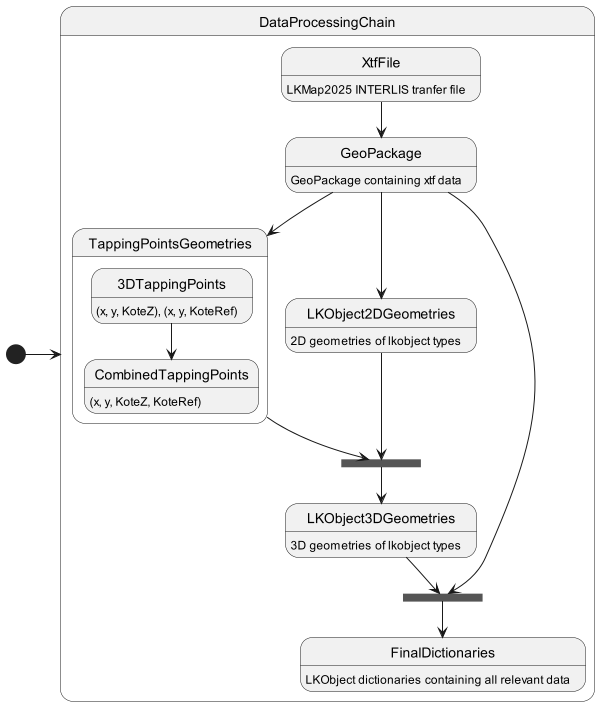 DataProcessingChain
XtfFile
LKMap2025 INTERLIS tranfer file
GeoPackage
GeoPackage containing xtf data
TappingPointsGeometries
3DTappingPoints
(x, y, KoteZ), (x, y, KoteRef)
CombinedTappingPoints
(x, y, KoteZ, KoteRef)
LKObject2DGeometries
2D geometries of lkobject types
LKObject3DGeometries
3D geometries of lkobject types
FinalDictionaries
LKObject dictionaries containing all relevant data